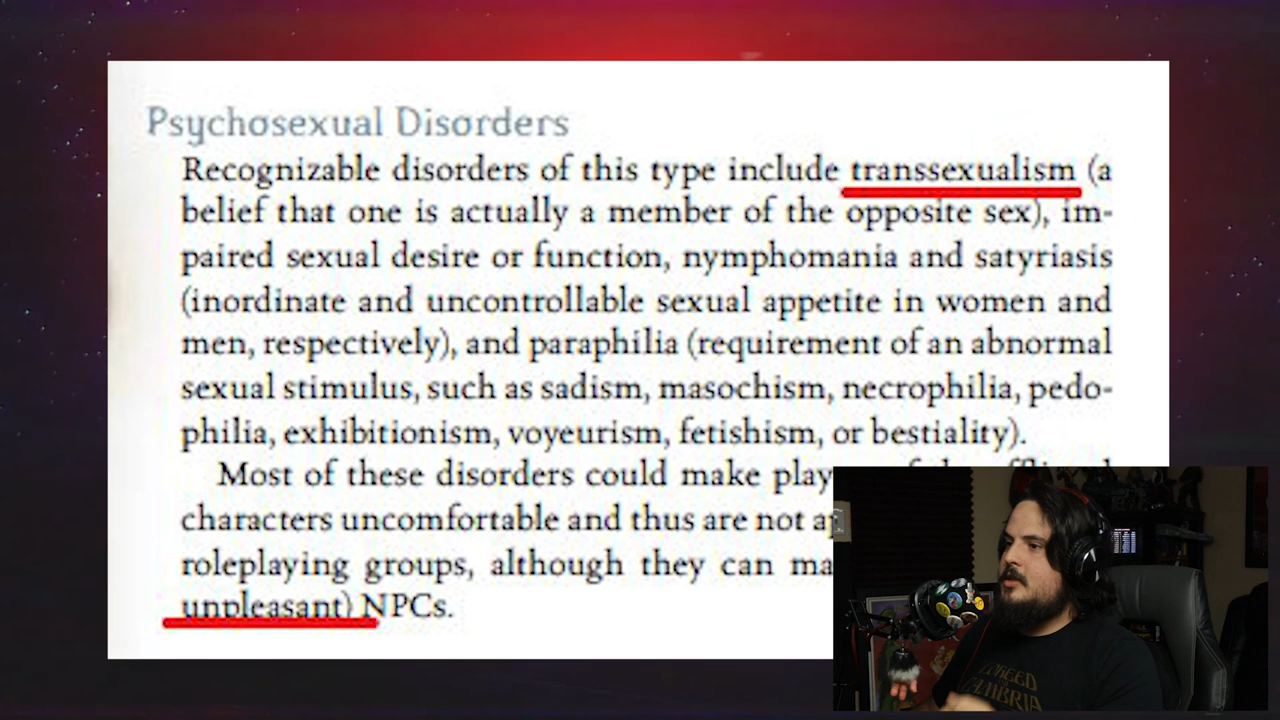 Psychosexual Disorders
Recognizable disorders of this type include transsexualism (a
belief that one is actually a member of the opposite sex), im-
paired sexual desire or function, nymphomania and satyriasis
(inordinate and uncontrollable sexual appetite in women and
men, respectively), and paraphilia (requirement of an abnormal
sexual stimulus, such as sadism, masochism, necrophilia, pedo-
philia, exhibitionism, voyeurism, fetishism, or bestiality).
Most of these disorders could make play
characters uncomfortable and thus are not
roleplaying groups, although they can
unpleasant) NPCs.